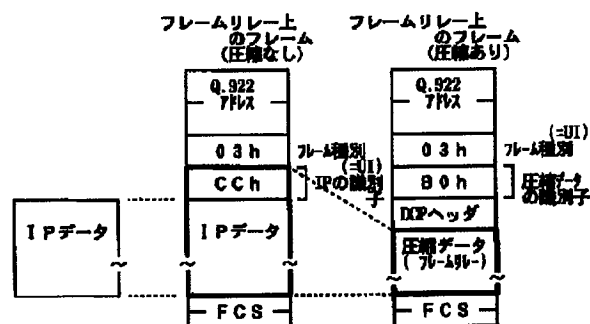 フレームリレー上
のフレーム
(圧縮なし)
フレームリレー上
のフレーム
(圧縮あり)
Q.922
アドレス
03h
フレーム種別
(=UI)
CCh
IPの識別
子
IPデータ
IPデータ
FCS
Q.922
アドレス
03h
(=UI)
フレーム種別
B0h
圧縮データ
の識別子
DCPヘッダ
圧縮データ
(フレームリレー)
FCS